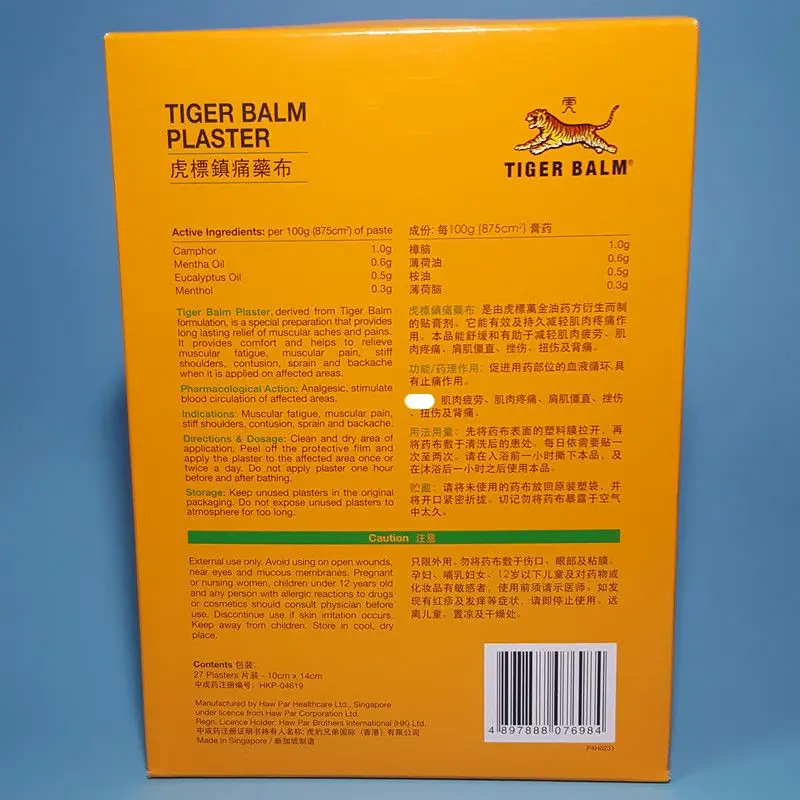 TIGER BALM
PLASTER
虎標鎮痛藥布
虎
TIGER BALM®
Active Ingredients: per 100g (875cm²) of paste
Camphor 1.0g
Mentha Oil 0.6g
Eucalyptus Oil 0.5g
Menthol 0.3g
Tiger Balm Plaster, derived from Tiger Balm
formulation, is a special preparation that provides
long lasting relief of muscular aches and pains.
It provides comfort and helps to relieve
muscular fatigue, muscular pain, stiff
shoulders, contusion, sprain and backache
when it is applied on affected areas.
Pharmacological Action: Analgesic, stimulate
blood circulation of affected areas.
Indications: Muscular fatigue, muscular pain,
stiff shoulders, contusion, sprain and backache.
Directions & Dosage: Clean and dry area of
application. Peel off the protective film and
apply the plaster to the affected area once or
twice a day. Do not apply plaster one hour
before and after bathing.
Storage: Keep unused plasters in the original
packaging. Do not expose unused plasters to
atmosphere for too long.
成份: 每100g (875cm²) 膏药
樟脑 1.0g
薄荷油 0.6g
桉油 0.5g
薄荷脑 0.3g
虎標鎮痛藥布 是由虎標萬金油药方衍生而制
的贴膏剂。它能有效及持久减轻肌肉疼痛作
用。本品能舒缓和有助于减轻肌肉疲劳、肌
肉疼痛、肩肌僵直、挫伤、扭伤及背痛。
功能/药理作用: 促进用药部位的血液循环,具
有止痛作用。
肌肉疲劳、肌肉疼痛、肩肌僵直、挫伤
、扭伤及背痛。
用法用量: 先将药布表面的塑料膜拉开，再
将药布敷于清洗后的患处。每日依需要贴一
次至两次。请在入浴前一小时撕下本品，及
在沐浴后一小时之后使用本品。
贮藏: 请将未使用的药布放回原装塑袋，并
将开口紧密折拢。切记勿将药布暴露于空气
中太久。
Caution 注意
External use only. Avoid using on open wounds,
near eyes and mucous membranes. Pregnant
or nursing women, children under 12 years old
and any person with allergic reactions to drugs
or cosmetics should consult physician before
use. Discontinue use if skin irritation occurs.
Keep away from children. Store in cool, dry
place.
只限外用。勿将药布敷于伤口、眼部及粘膜。
孕妇、哺乳妇女、12岁以下儿童及对药物或
化妆品有敏感者，使用前须请示医师。如发
现有红疹及发痒等症状，请即停止使用。远
离儿童。置凉及干燥处。
Contents 包装:
27 Plasters 片装 - 10cm x 14cm
中成药注册编号: HKP-04619
Manufactured by Haw Par Healthcare Ltd., Singapore
under licence from Haw Par Corporation Ltd.
Regn. Licence Holder: Haw Par Brothers International (HK) Ltd.
中成药注册证明书持有人名称: 虎豹兄弟国际（香港）有限公司
Made in Singapore / 新加坡制造
4 897888 076984
P4H0231